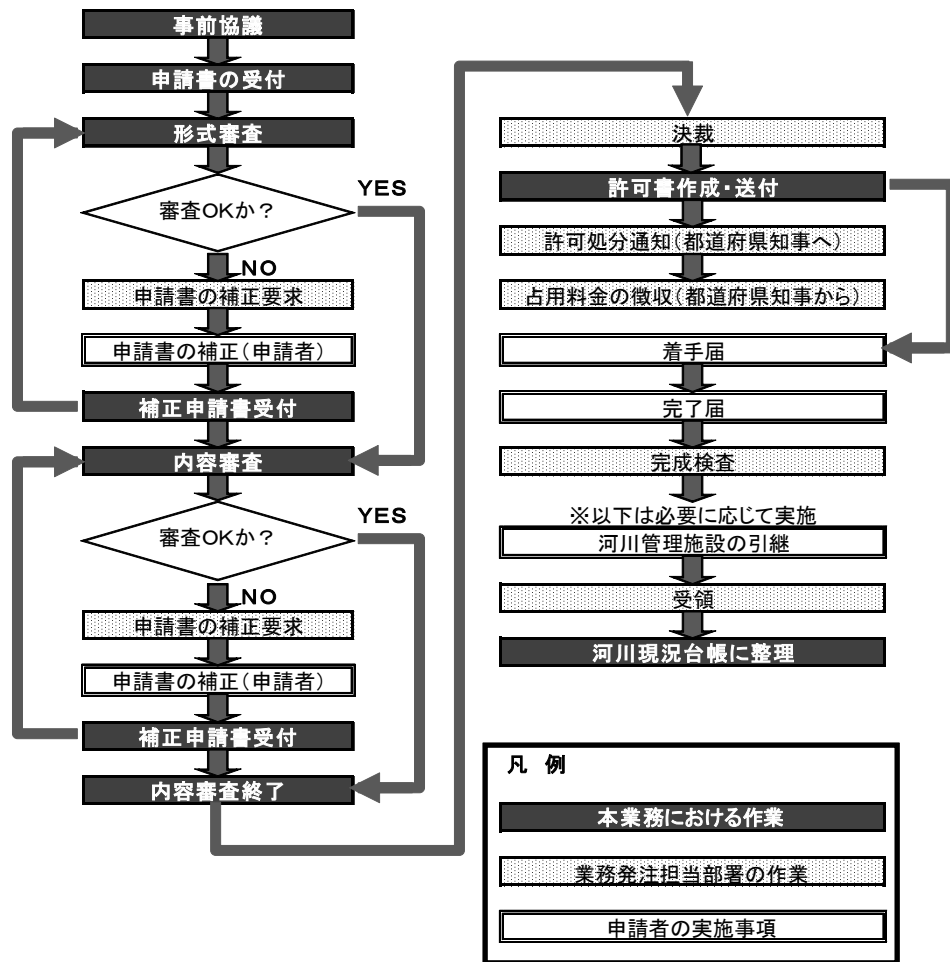 事前協議
申請書の受付
形式審査
審査OKか？
YES
NO
申請書の補正要求
申請書の補正（申請者）
補正申請書受付
内容審査
審査OKか？
YES
NO
申請書の補正要求
申請書の補正（申請者）
補正申請書受付
内容審査終了
決裁
許可書作成・送付
許可処分通知（都道府県知事へ）
占用料金の徴収（都道府県知事から）
着手届
完了届
完成検査
※以下は必要に応じて実施
河川管理施設の引継
受領
河川現況台帳に整理
凡 例
本業務における作業
業務発注担当部署の作業
申請者の実施事項